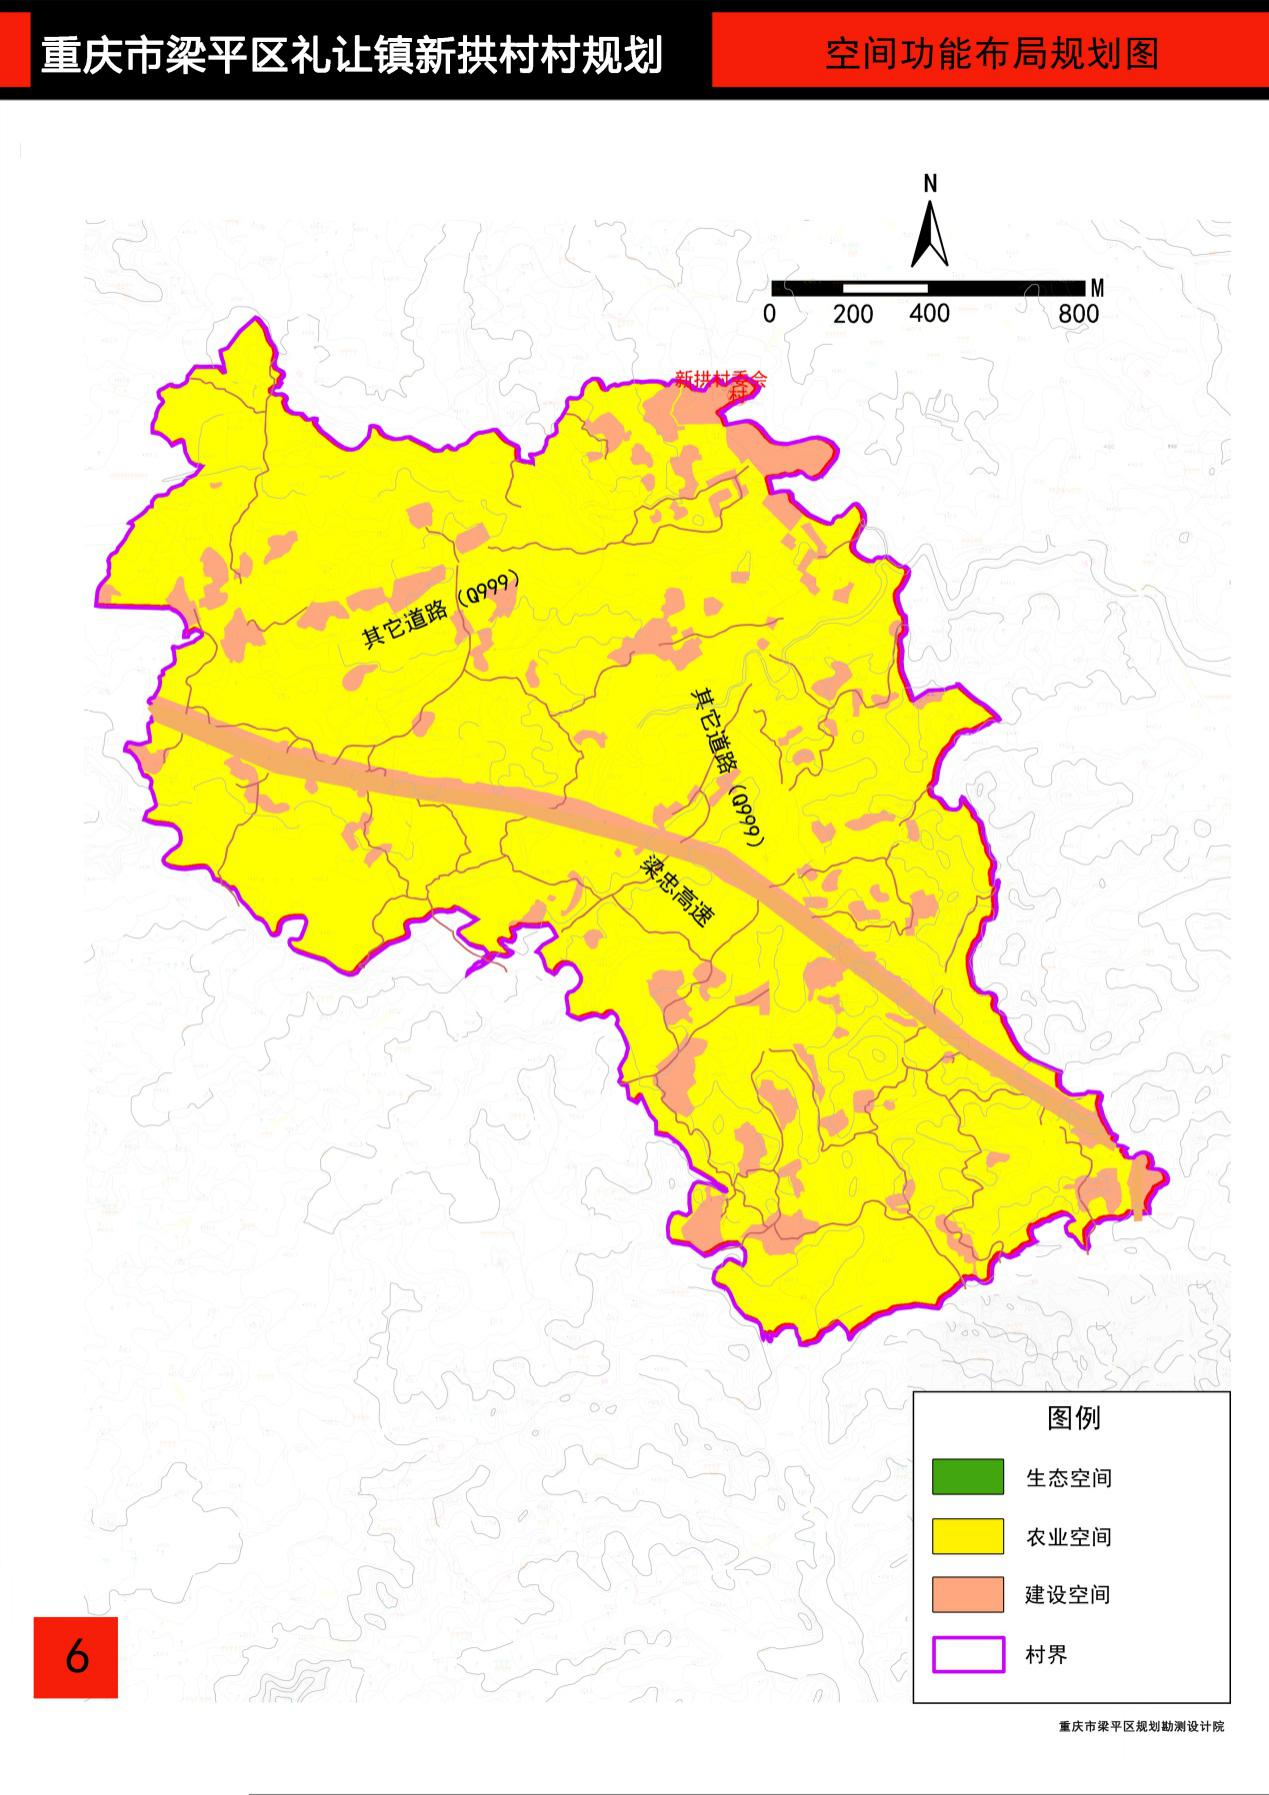 重庆市梁平区礼让镇新拱村村规划
空间功能布局规划图
N
M
0 200 400 800
新拱村委会
村
其它道路（Q999）
其它道路（Q999）
梁忠高速
图例
生态空间
农业空间
建设空间
村界
6
重庆市梁平区规划勘测设计院